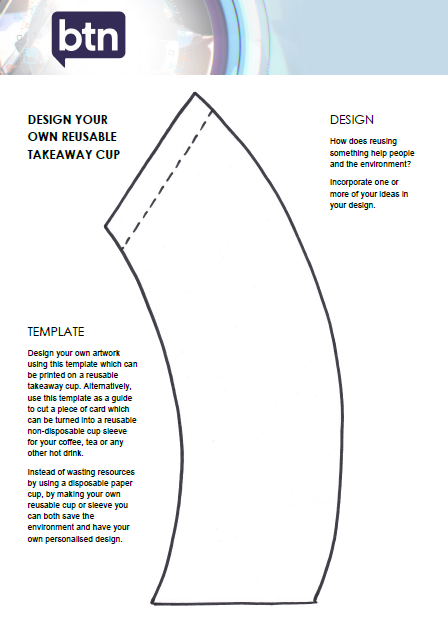 btn
DESIGN YOUR
OWN REUSABLE
TAKEAWAY CUP
DESIGN
How does reusing
something help people
and the environment?
Incorporate one or
more of your ideas in
your design.
TEMPLATE
Design your own artwork
using this template which can
be printed on a reusable
takeaway cup. Alternatively,
use this template as a guide
to cut a piece of card which
can be turned into a reusable
non-disposable cup sleeve
for your coffee, tea or any
other hot drink.
Instead of wasting resources
by using a disposable paper
cup, by making your own
reusable cup or sleeve you
can both save the
environment and have your
own personalised design.